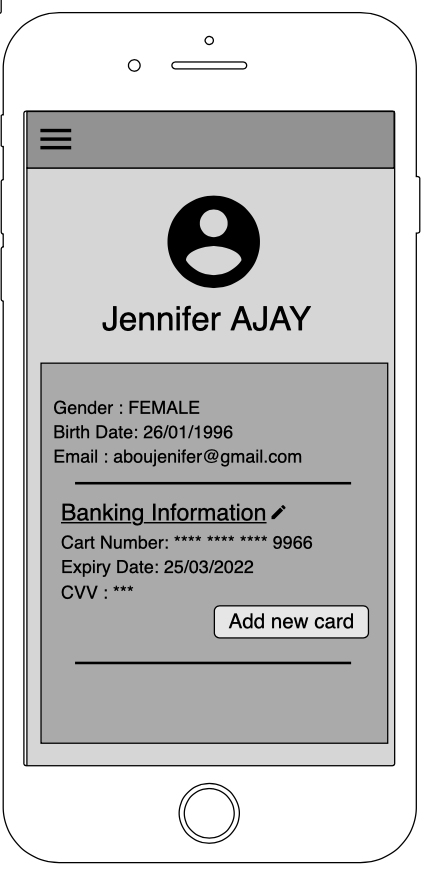 Jennifer AJAY
Gender : FEMALE
Birth Date: 26/01/1996
Email : aboujenifer@gmail.com
Banking Information
Cart Number: **** **** **** 9966
Expiry Date: 25/03/2022
CVV : ***
Add new card